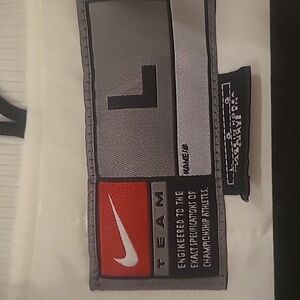 L
NAME/#
TEAM
ENGINEERED TO THE
EXACT SPECIFICATIONS OF
CHAMPIONSHIP ATHLETES.